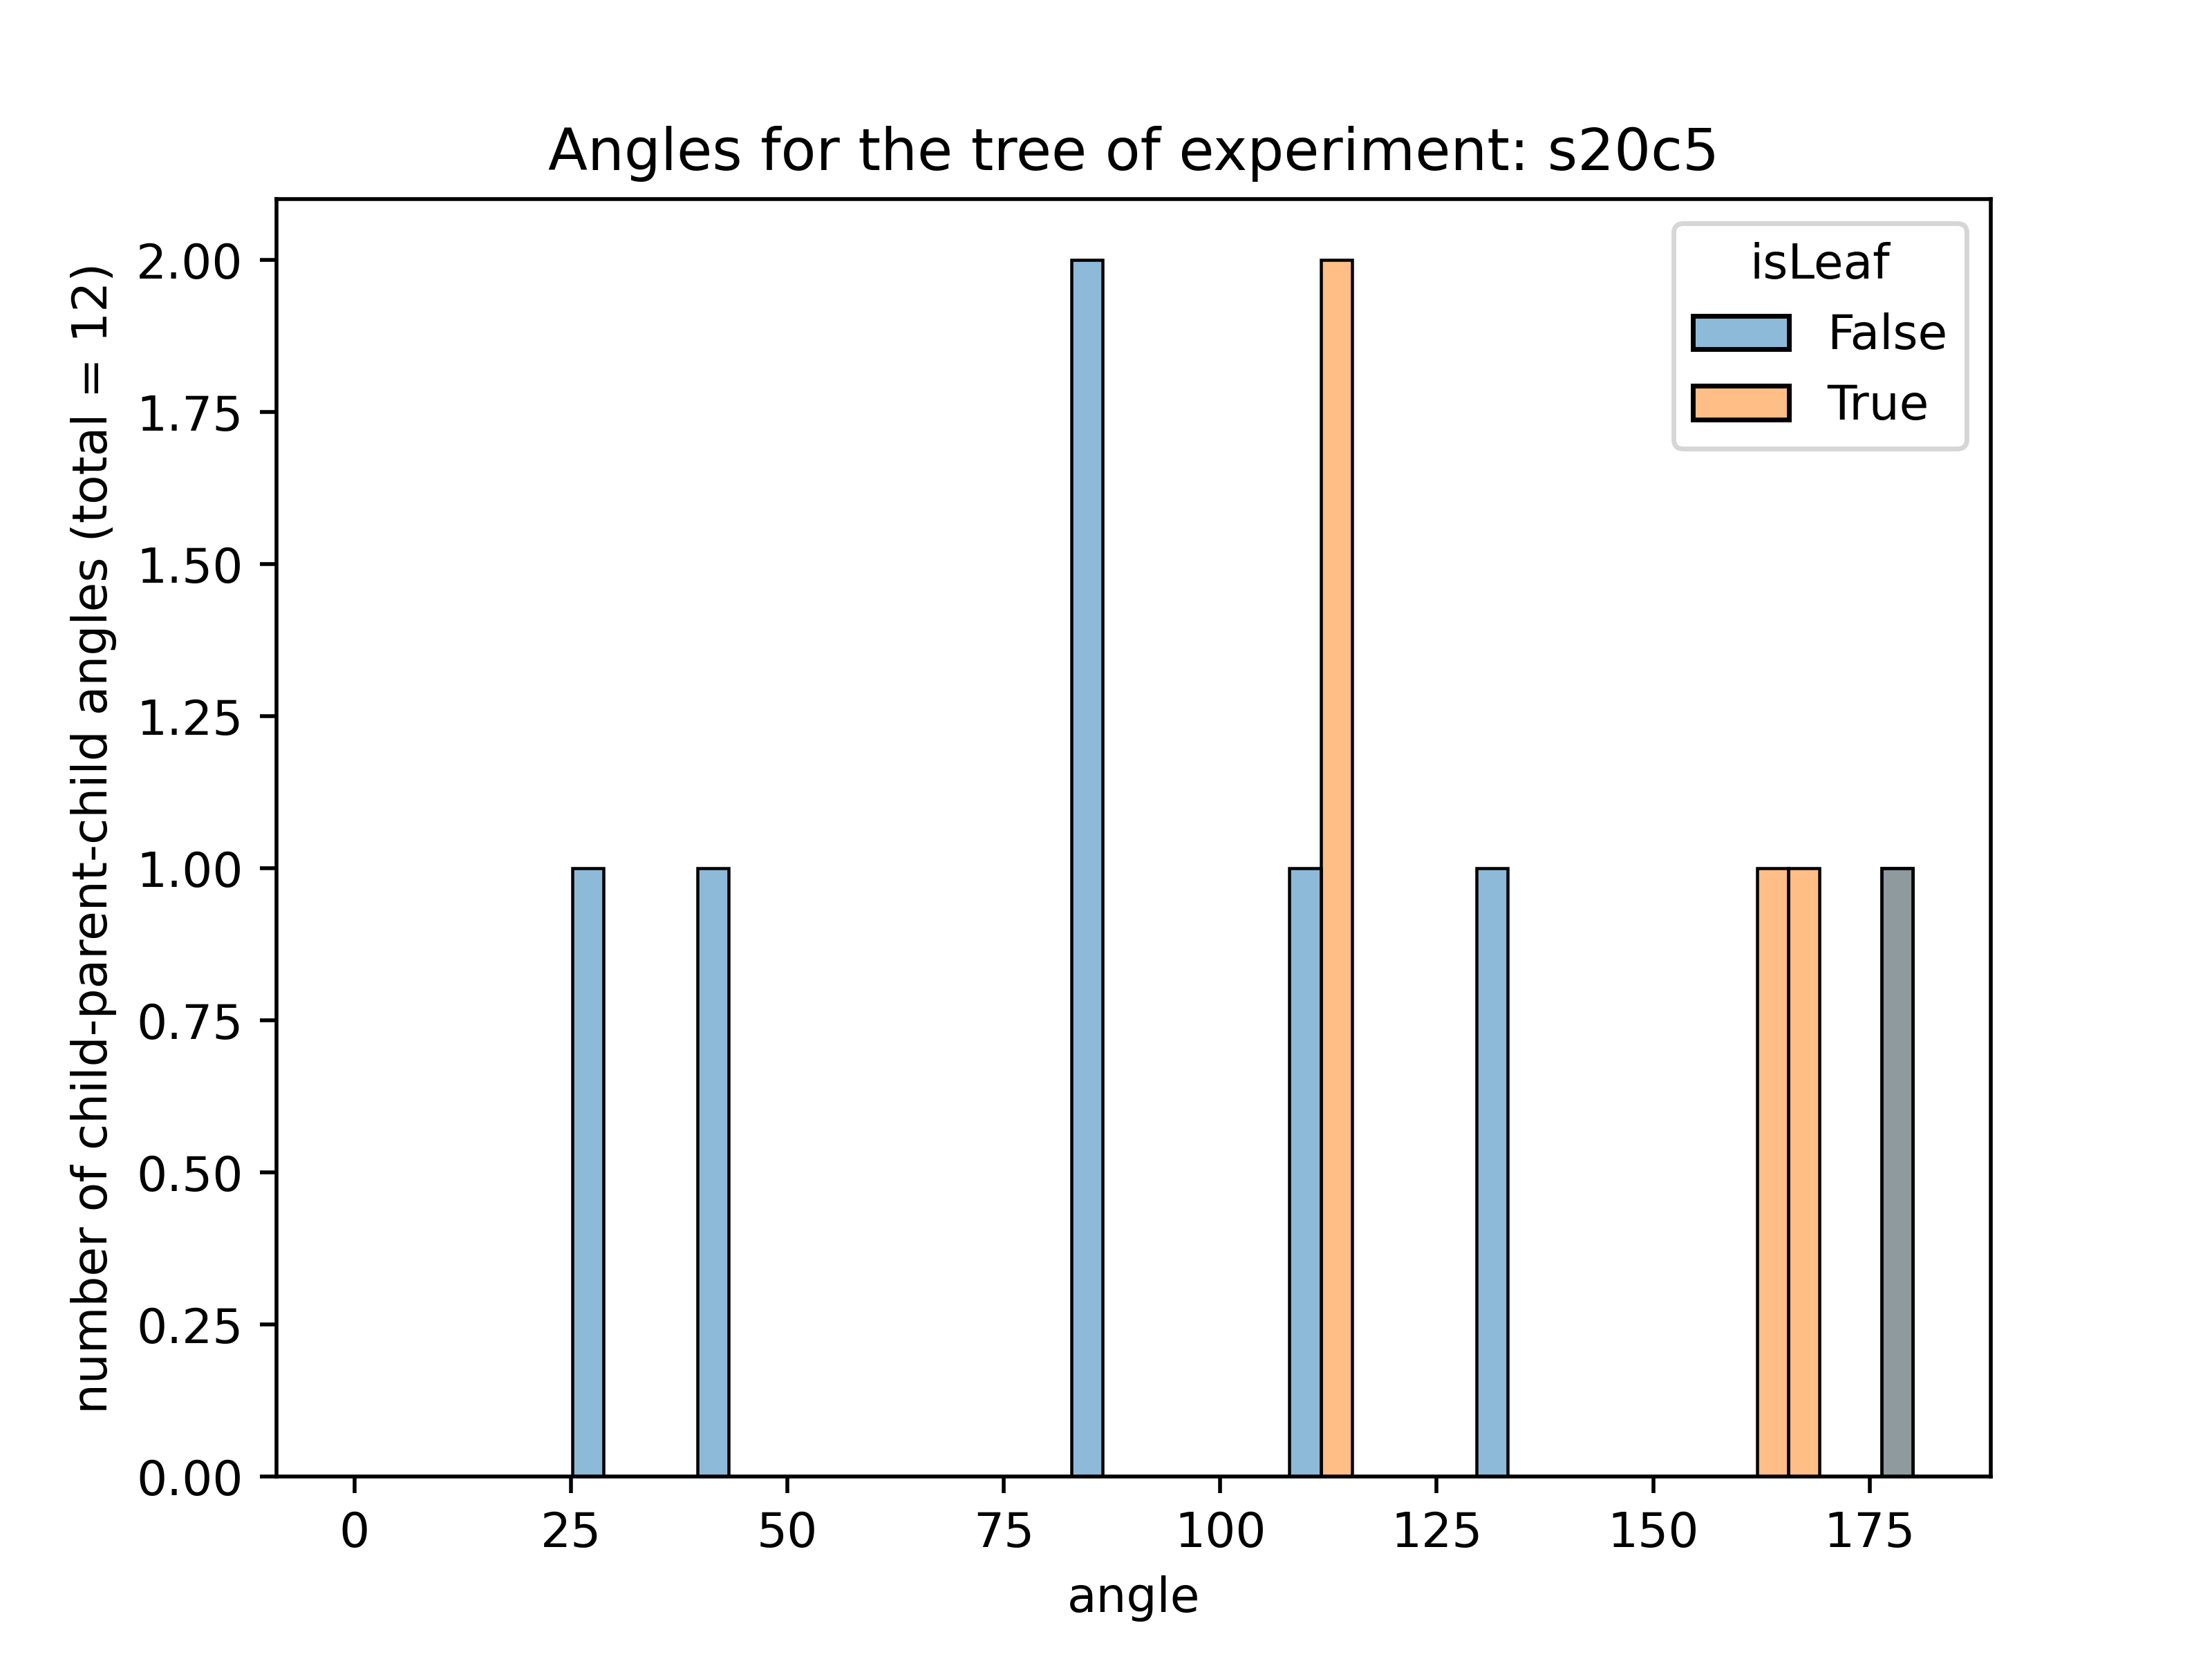 Angles for the tree of experiment: s20c5
isLeaf
False
True
number of child-parent-child angles (total = 12)
2.00
1.75
1.50
1.25
1.00
0.75
0.50
0.25
0.00
0 25 50 75 100 125 150 175
angle